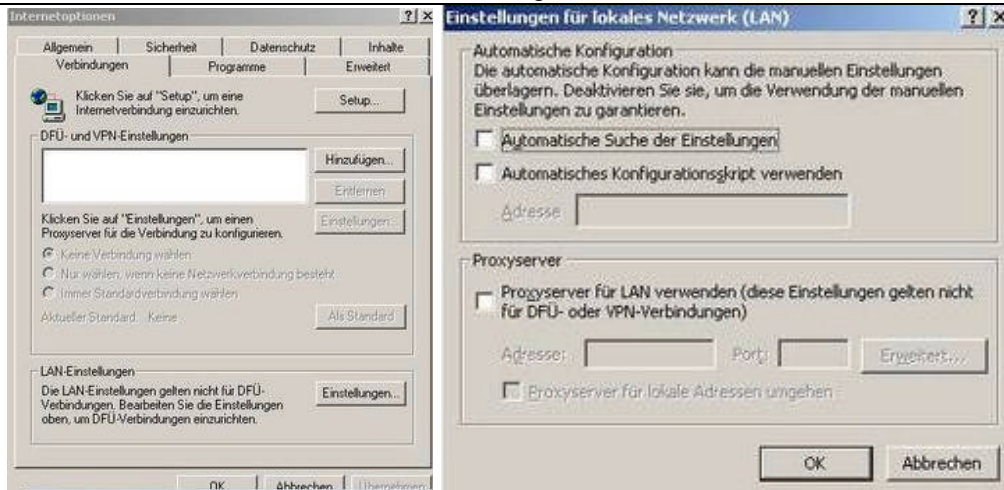 Internetoptionen
Allgemein Sicherheit Datenschutz Inhalte
Verbindungen Programme Erweitert
Klicken Sie auf "Setup", um eine
Internetverbindung einzurichten.
Setup...
DFÜ- und VPN-Einstellungen
Hinzufügen...
Entfernen
Klicken Sie auf "Einstellungen", um einen
Proxyserver für die Verbindung zu konfigurieren.
Einstellungen...
Keine Verbindung wählen
Nur wählen, wenn keine Netzwerkverbindung besteht
Immer Standardverbindung wählen
Aktueller Standard: Keine
Als Standard
LAN-Einstellungen
Die LAN-Einstellungen gelten nicht für DFÜ-
Verbindungen. Bearbeiten Sie die Einstellungen
oben, um DFÜ-Verbindungen einzurichten.
Einstellungen...
OK Abbrechen Übernehmen
Einstellungen für lokales Netzwerk (LAN)
Automatische Konfiguration
Die automatische Konfiguration kann die manuellen Einstellungen
überlagern. Deaktivieren Sie sie, um die Verwendung der manuellen
Einstellungen zu garantieren.
Automatische Suche der Einstellungen
Automatisches Konfigurationsskript verwenden
Adresse
Proxyserver
Proxyserver für LAN verwenden (diese Einstellungen gelten nicht
für DFÜ- oder VPN-Verbindungen)
Adresse: Port: Erweitert...
Proxyserver für lokale Adressen umgehen
OK Abbrechen